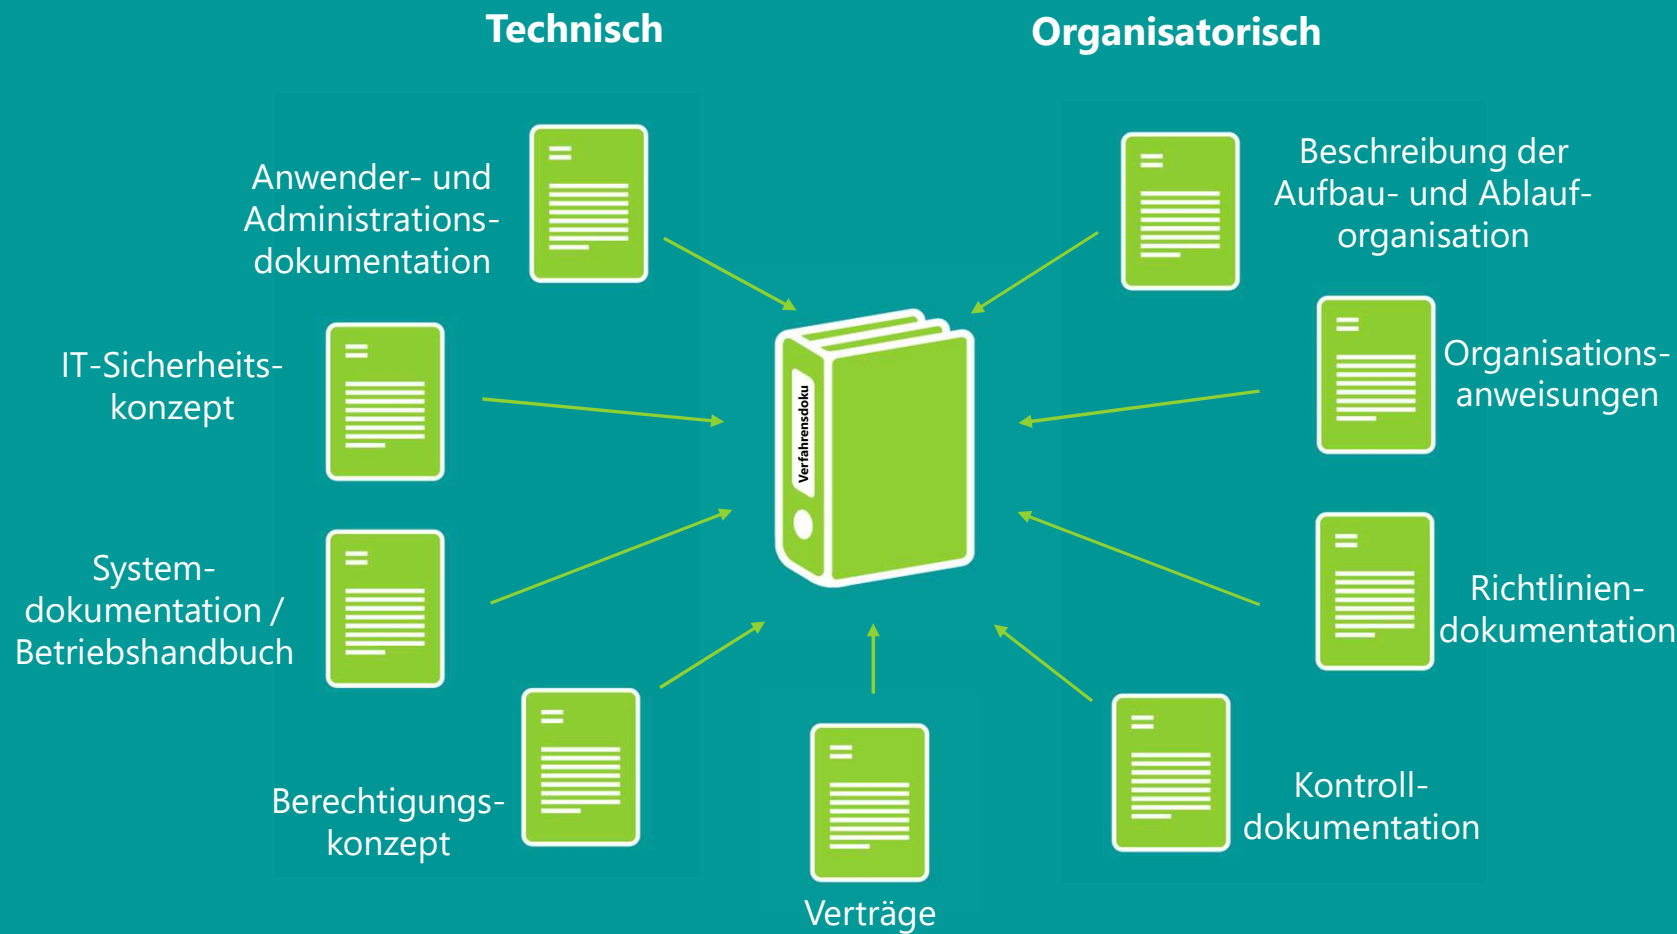 Technisch
Organisatorisch
Anwender- und
Administrations-
dokumentation
IT-Sicherheits-
konzept
System-
dokumentation /
Betriebshandbuch
Berechtigungs-
konzept
Verfahrensdoku
Verträge
Beschreibung der
Aufbau- und Ablauf-
organisation
Organisations-
anweisungen
Richtlinien-
dokumentation
Kontroll-
dokumentation